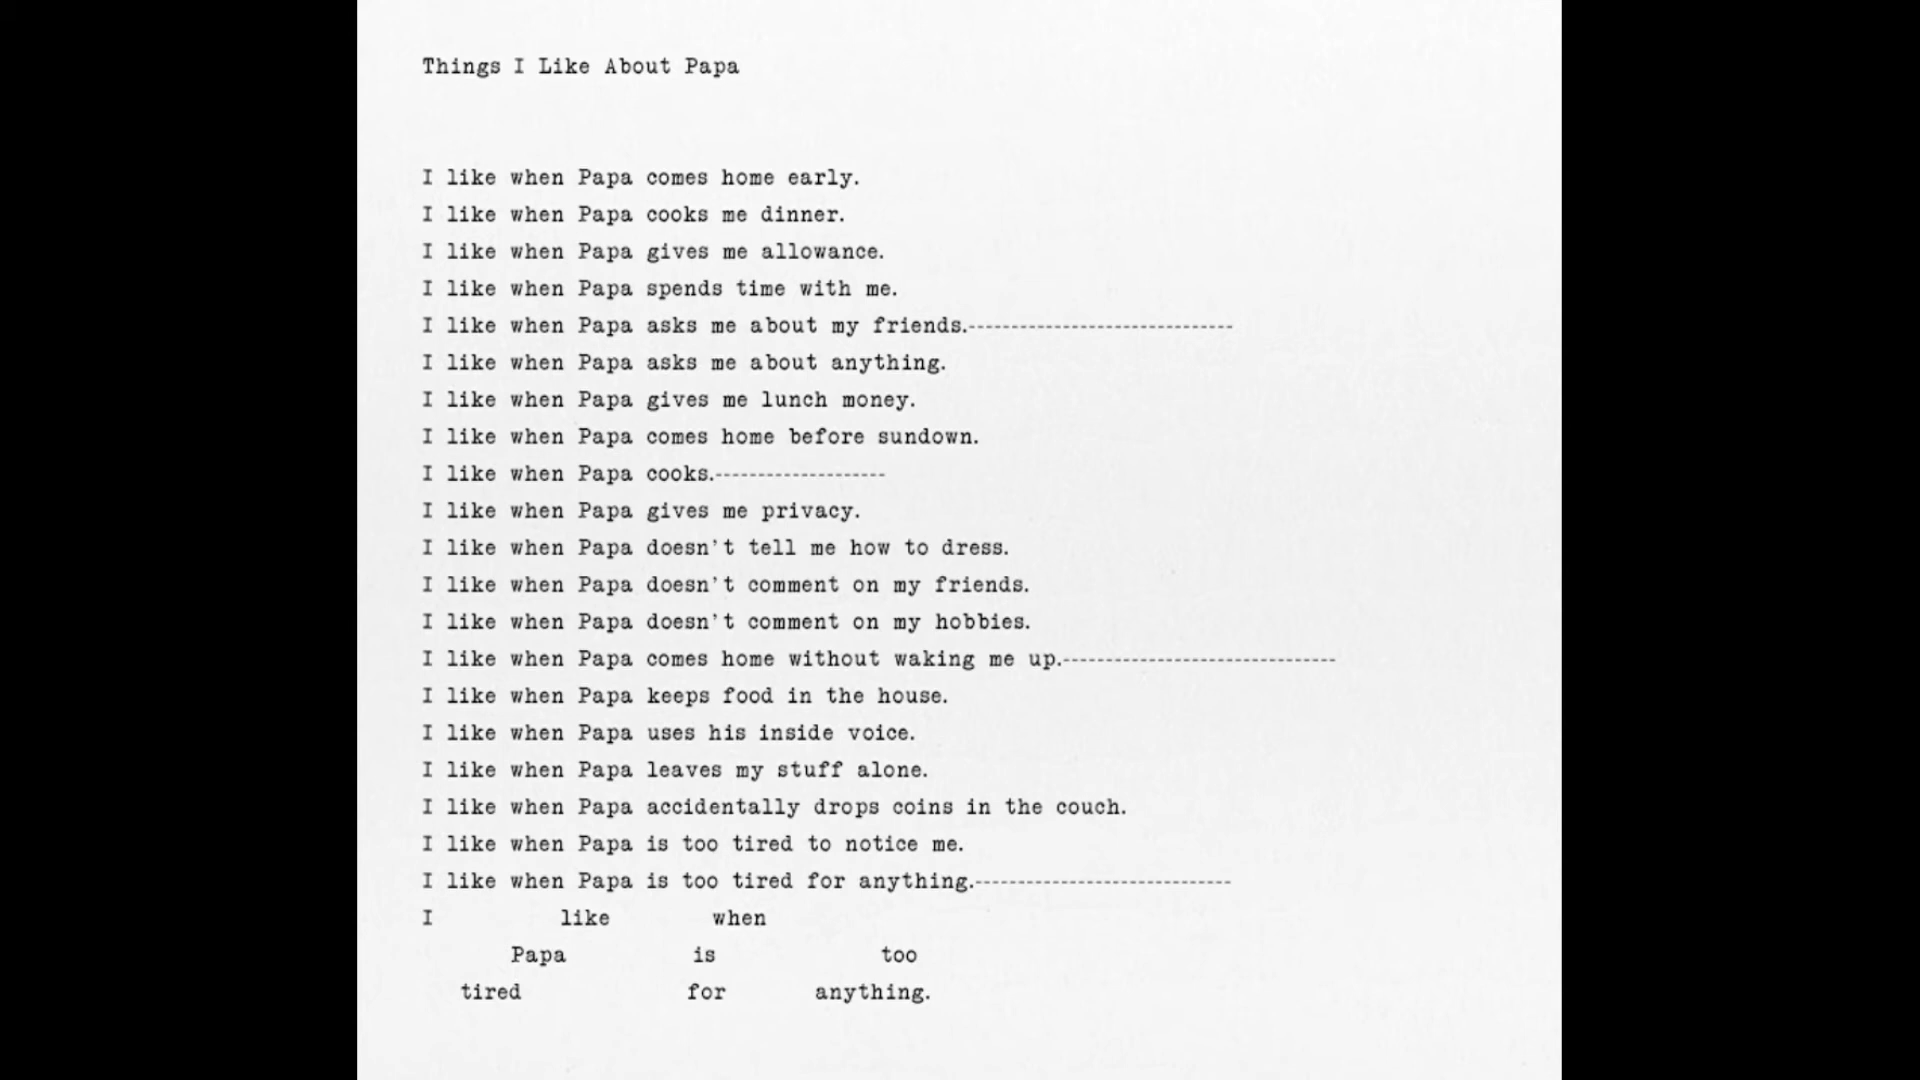 Things I Like About Papa
I like when Papa comes home early.
I like when Papa cooks me dinner.
I like when Papa gives me allowance.
I like when Papa spends time with me.
I like when Papa asks me about my friends.-------------------------------
I like when Papa asks me about anything.
I like when Papa gives me lunch money.
I like when Papa comes home before sundown.
I like when Papa cooks.--------------------
I like when Papa gives me privacy.
I like when Papa doesn't tell me how to dress.
I like when Papa doesn't comment on my friends.
I like when Papa doesn't comment on my hobbies.
I like when Papa comes home without waking me up.--------------------------------
I like when Papa keeps food in the house.
I like when Papa uses his inside voice.
I like when Papa leaves my stuff alone.
I like when Papa accidentally drops coins in the couch.
I like when Papa is too tired to notice me.
I like when Papa is too tired for anything.------------------------------
I like when
Papa is too
tired for anything.